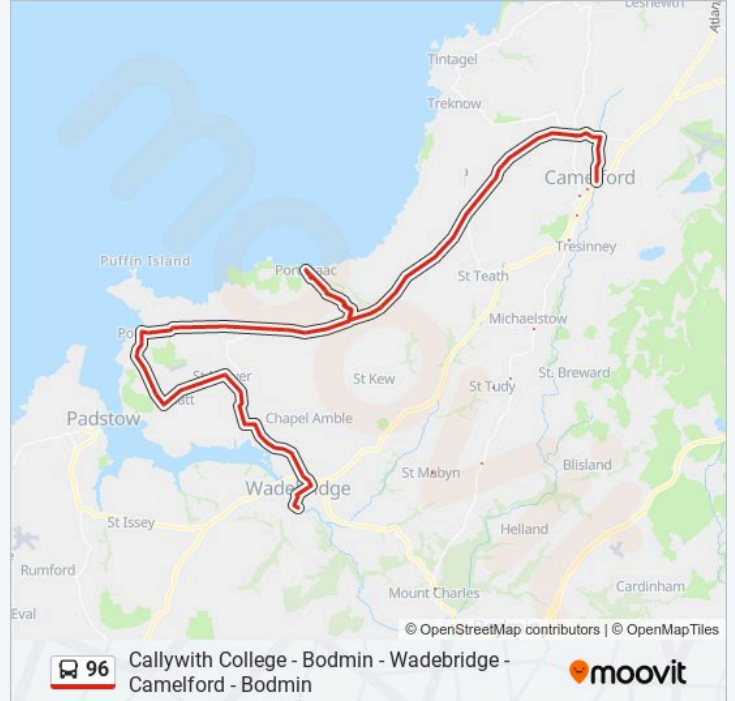 Lesnewth
Atlan
Tintagel
Treknow
Camelford
Tresinney
Puffin Island
St Teath
Michaelstow
St Kew
St Tudy
St. Breward
Padstow
Chapel Amble
St Mabyn
Blisland
Wadebridge
St Issey
Helland
Rumford
Cardinham
Mount Charles
Eval
© OpenStreetMap contributors | © OpenMapTiles
96
Callywith College - Bodmin - Wadebridge -
Camelford - Bodmin
moovit